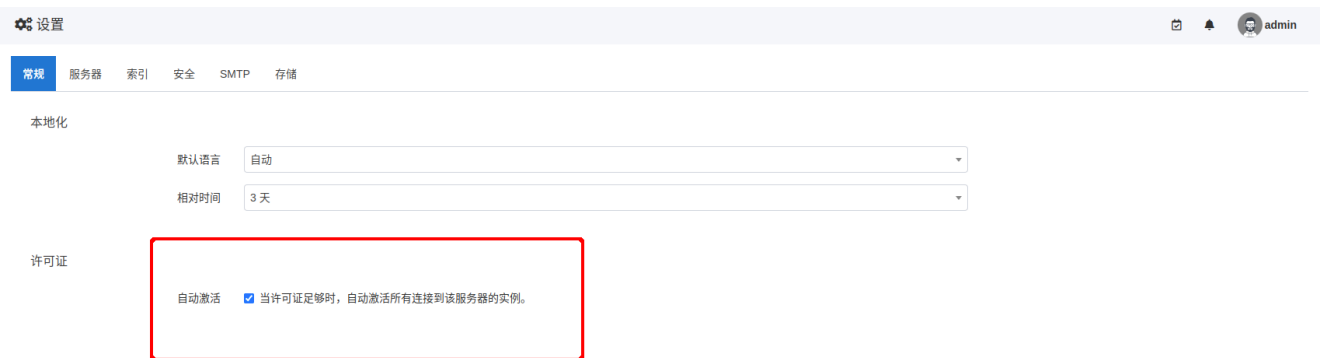 设置
admin
常规 服务器 索引 安全 SMTP 存储
本地化
默认语言 自动
相对时间 3 天
许可证
自动激活 当许可证足够时，自动激活所有连接到该服务器的实例。